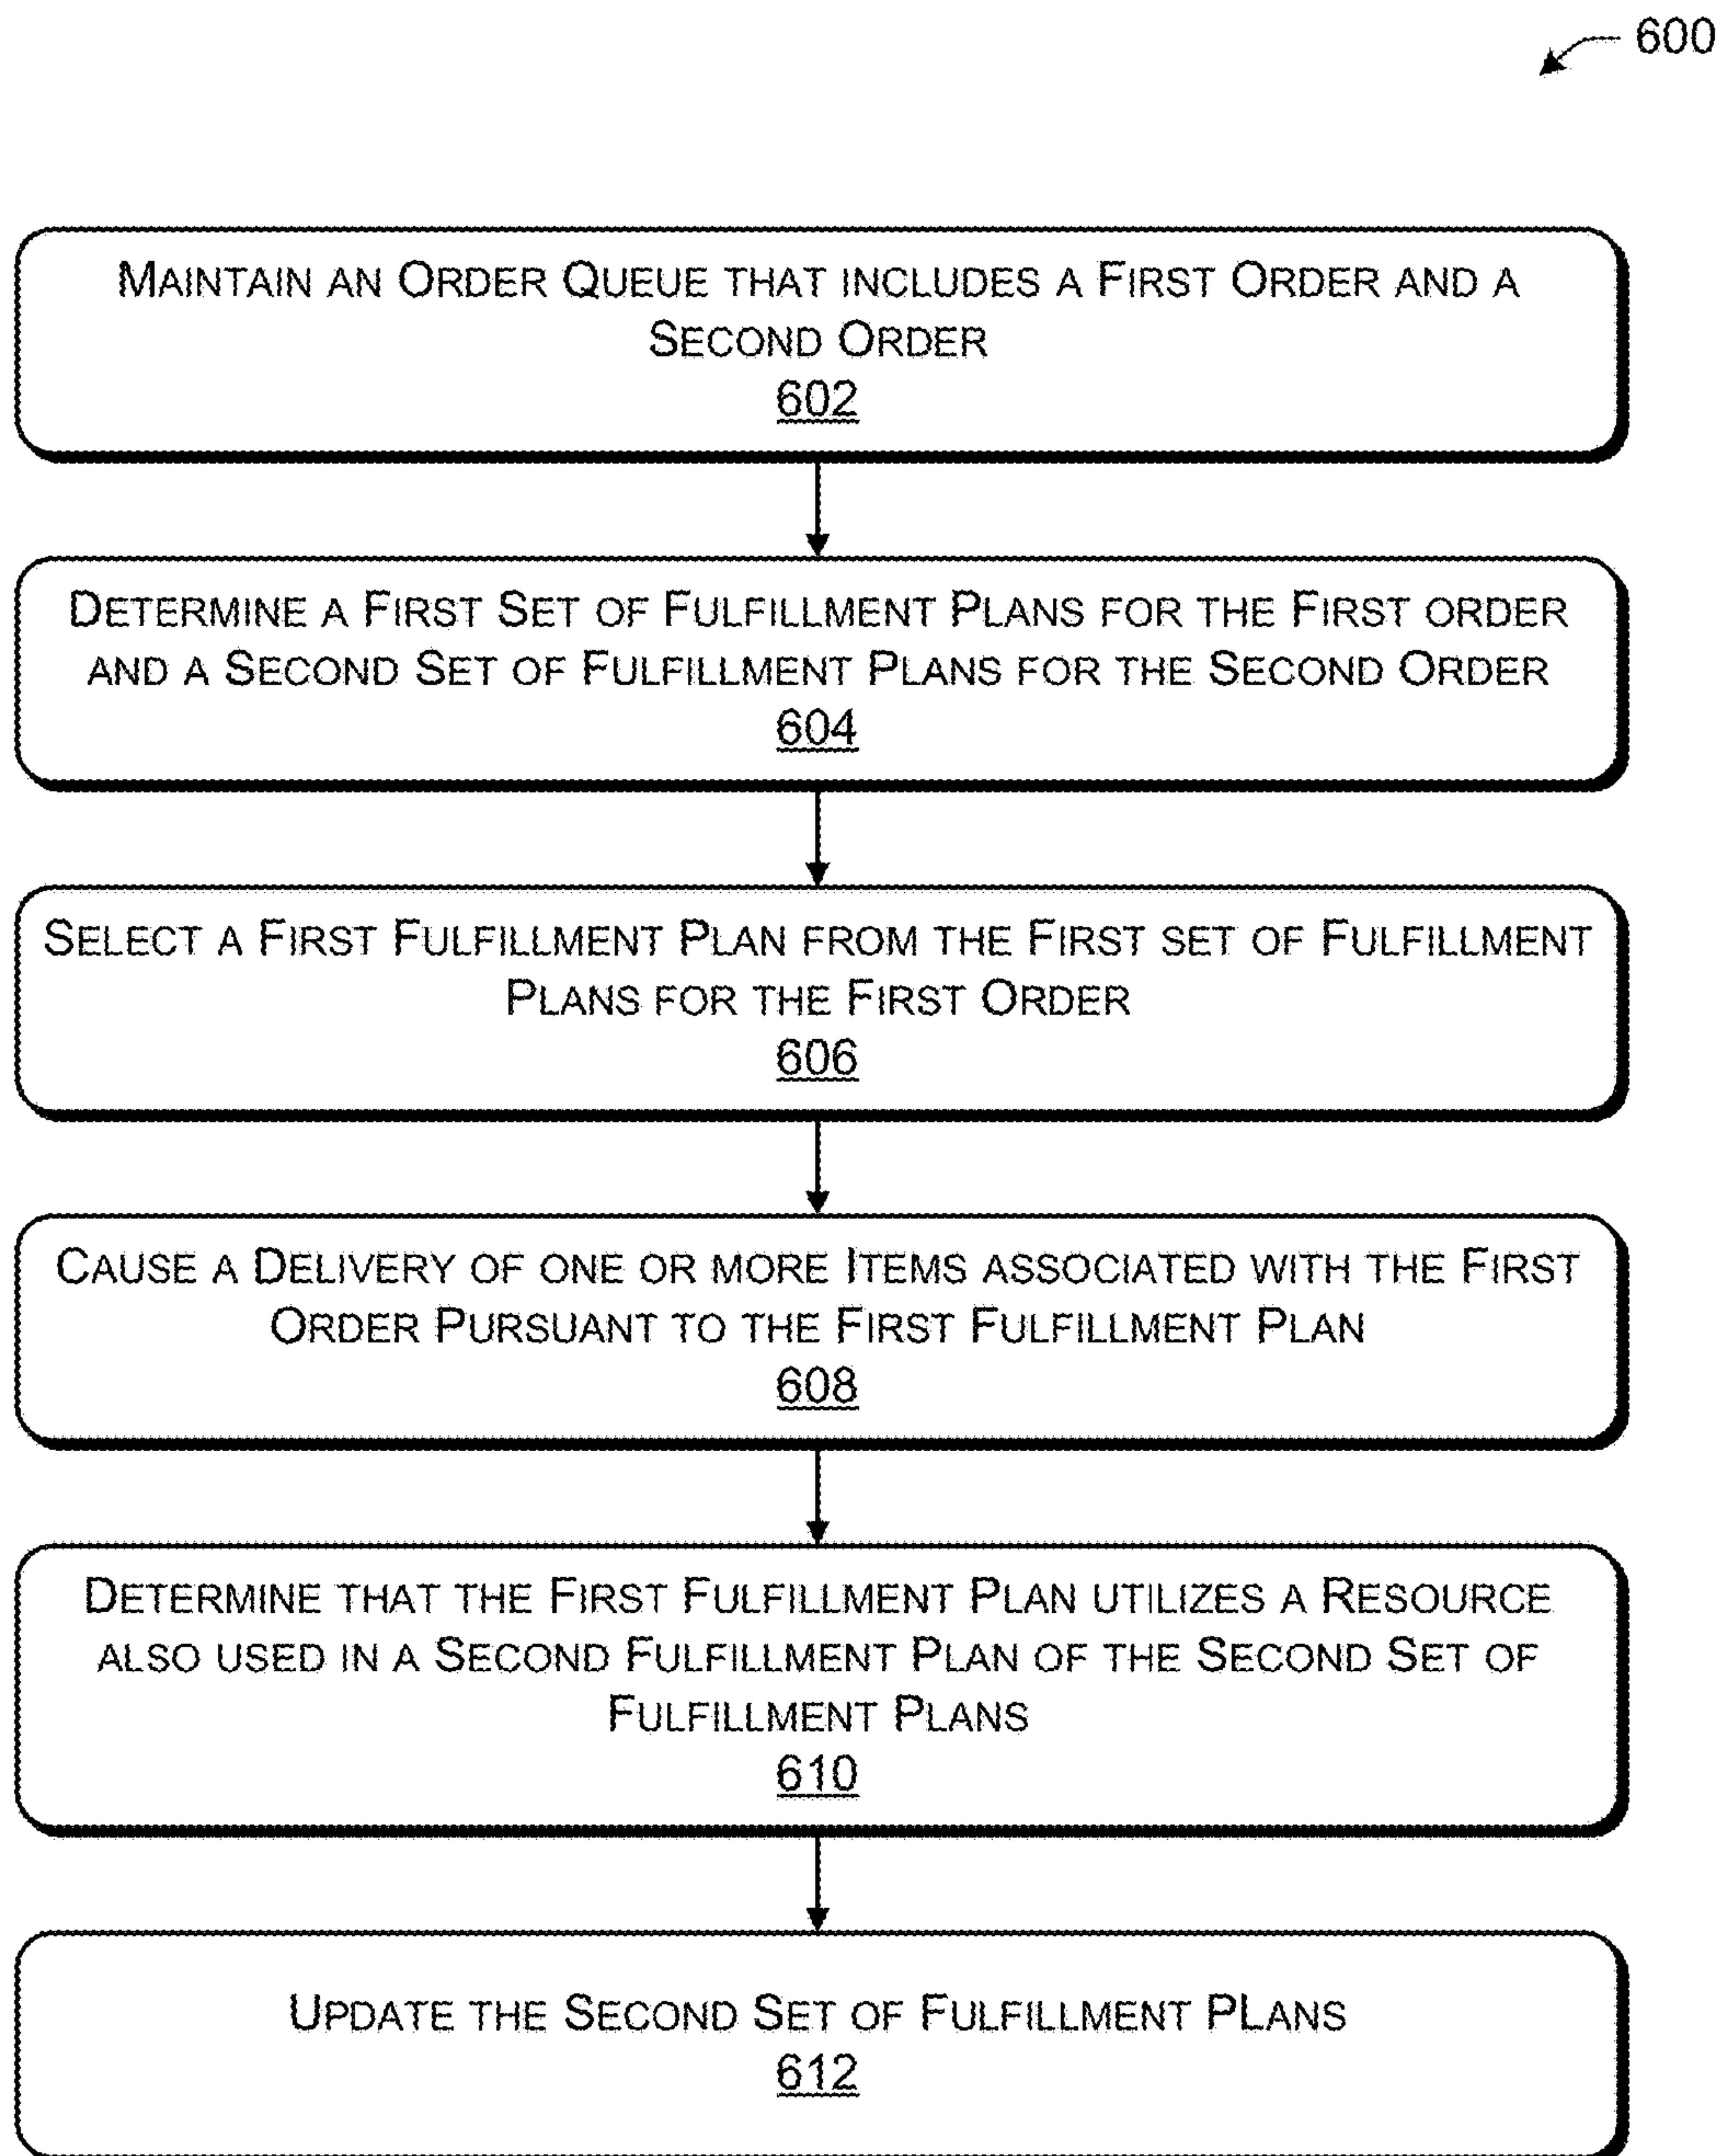 600
MAINTAIN AN ORDER QUEUE THAT INCLUDES A FIRST ORDER AND A
SECOND ORDER
602
DETERMINE A FIRST SET OF FULFILLMENT PLANS FOR THE FIRST ORDER
AND A SECOND SET OF FULFILLMENT PLANS FOR THE SECOND ORDER
604
SELECT A FIRST FULFILLMENT PLAN FROM THE FIRST SET OF FULFILLMENT
PLANS FOR THE FIRST ORDER
606
CAUSE A DELIVERY OF ONE OR MORE ITEMS ASSOCIATED WITH THE FIRST
ORDER PURSUANT TO THE FIRST FULFILLMENT PLAN
608
DETERMINE THAT THE FIRST FULFILLMENT PLAN UTILIZES A RESOURCE
ALSO USED IN A SECOND FULFILLMENT PLAN OF THE SECOND SET OF
FULFILLMENT PLANS
610
UPDATE THE SECOND SET OF FULFILLMENT PLANS
612